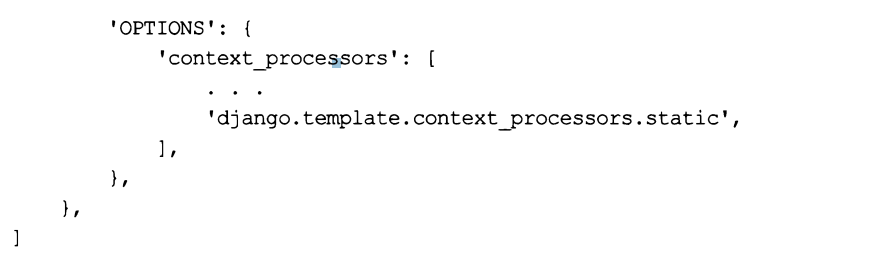 'OPTIONS': {
'context_processors': [
. . .
'django.template.context_processors.static',
],
},
},
]